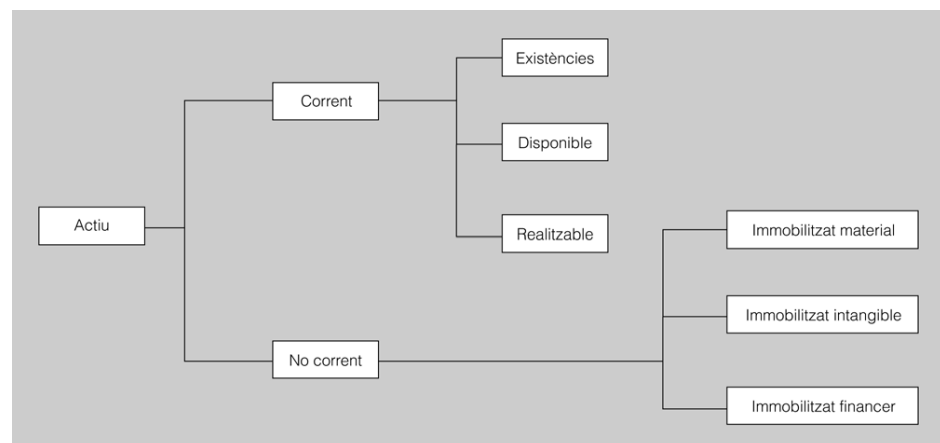 Actiu
Corrent
Existències
Disponible
Realitzable
No corrent
Immobilitzat material
Immobilitzat intangible
Immobilitzat financer